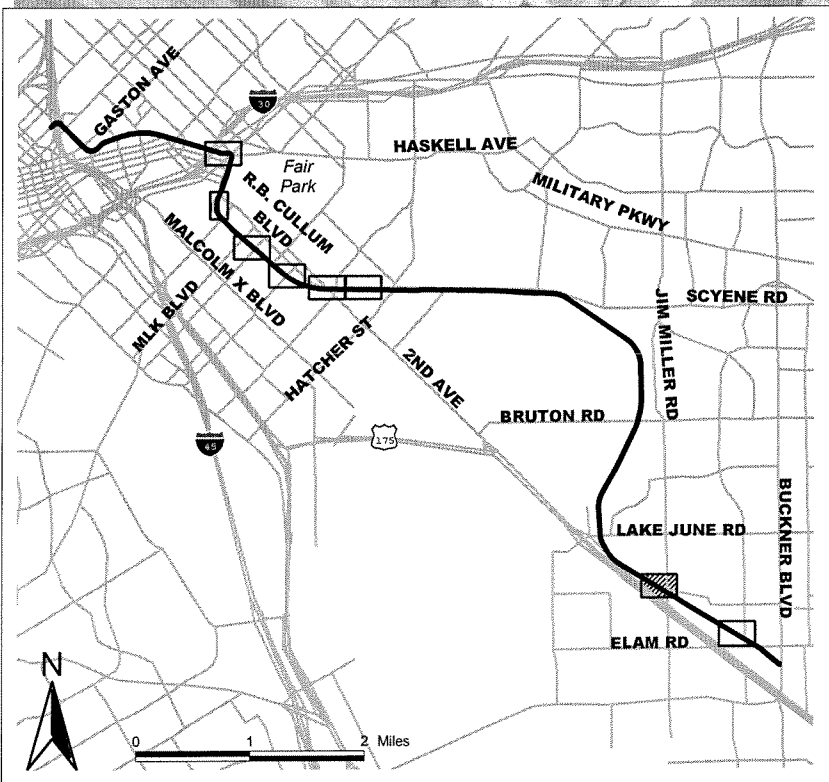 GASTON AVE
30
HASKELL AVE
Fair
Park
R.B. CULLUM
BLVD
MILITARY PKWY
MALCOLM X BLVD
MLK BLVD
SCYENE RD
JIM MILLER RD
HATCHER ST
2ND AVE
BRUTON RD
175
45
BUCKNER BLVD
LAKE JUNE RD
ELAM RD
N
0 1 2 Miles